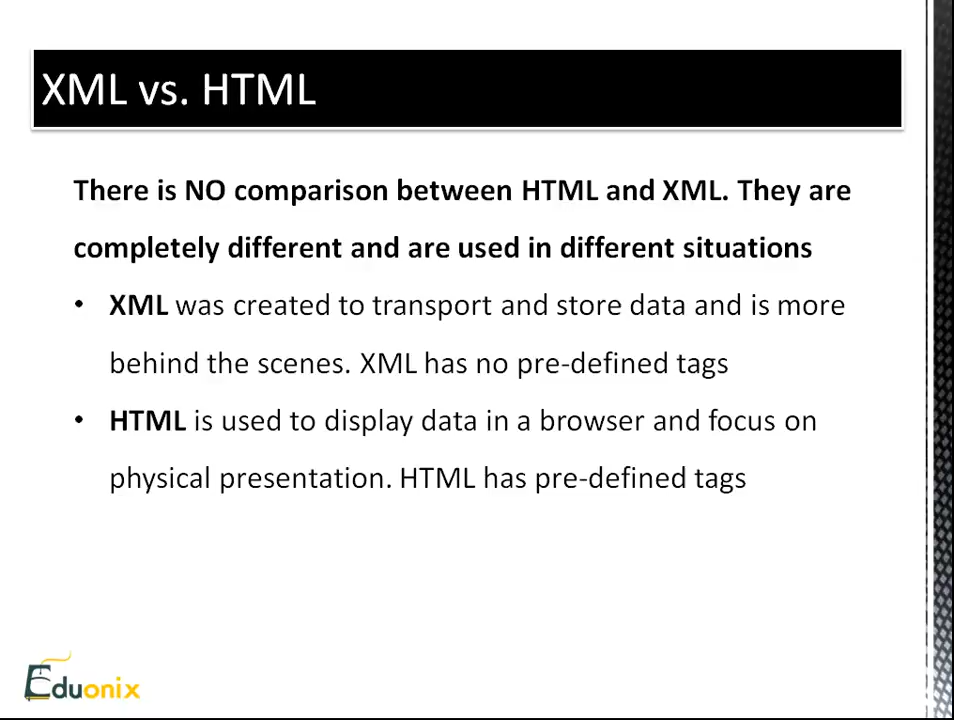 XML vs. HTML
There is NO comparison between HTML and XML. They are
completely different and are used in different situations
• XML was created to transport and store data and is more
behind the scenes. XML has no pre-defined tags
• HTML is used to display data in a browser and focus on
physical presentation. HTML has pre-defined tags
Eduonix